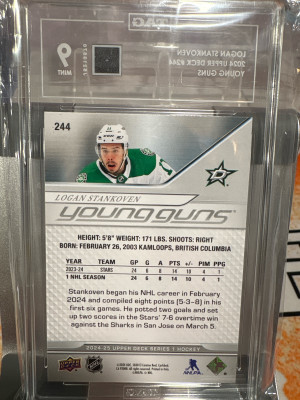 TAG
LOGAN STANKOVEN
2024 UPPER DECK #244
YOUNG GUNS
9
MINT
244
LOGAN STANKOVEN
YOUNG GUNS
HEIGHT: 5'8" WEIGHT: 171 LBS. SHOOTS: RIGHT
BORN: FEBRUARY 26, 2003 KAMLOOPS, BRITISH COLUMBIA
YEAR TEAM GP G A PTS +/- PIM PPG
2023-24 STARS 24 6 8 14 10 4 1
1 NHL SEASON 24 6 8 14 10 4 1
Stankoven began his NHL career in February
2024 and compiled eight points (5-3–8) in his
first six games. He potted two goals and set
up two scores in the Stars' 7-6 overtime win
against the Sharks in San Jose on March 5.
2024-25 UPPER DECK SERIES 1 HOCKEY
UPPER DECK
NHL
NHLPA